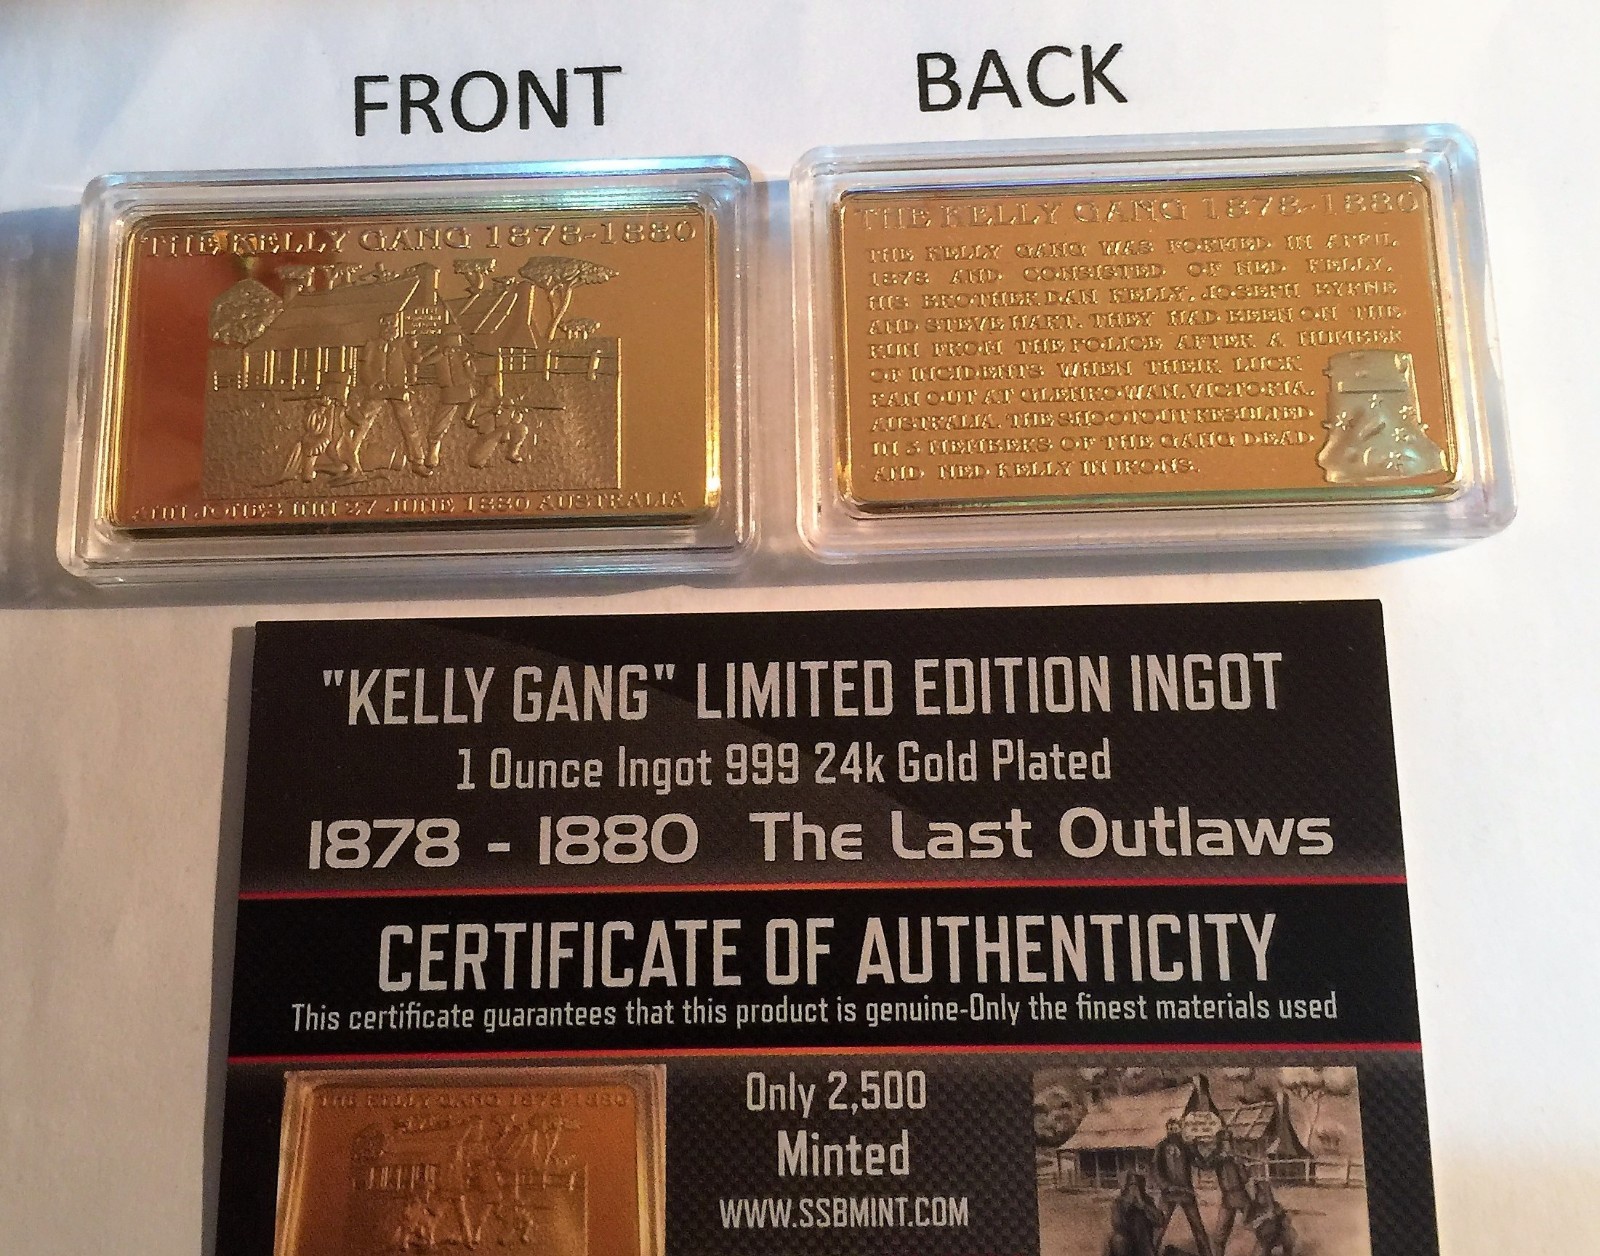 FRONT
BACK
THE KELLY GANG 1878-1880
ANN JONES INN 27 JUNE 1880 AUSTRALIA
THE KELLY GANG 1878-1880
THE KELLY GANG WAS FORMED IN APRIL
1878 AND CONSISTED OF NED KELLY,
HIS BROTHER DAN KELLY, JOSEPH BYRNE
AND STEVE HART. THEY HAD BEEN ON THE
RUN FROM THE POLICE AFTER A NUMBER
OF INCIDENTS WHEN THEIR LUCK
RAN OUT AT GLENROWAN, VICTORIA,
AUSTRALIA. THE SHOOTOUT RESULTED
IN 3 MEMBERS OF THE GANG DEAD
AND NED KELLY IN IRONS.
"KELLY GANG" LIMITED EDITION INGOT
1 Ounce Ingot 999 24k Gold Plated
1878 - 1880 The Last Outlaws
CERTIFICATE OF AUTHENTICITY
This certificate guarantees that this product is genuine-Only the finest materials used
THE KELLY GANG 1878-1880
Only 2,500
Minted
WWW.SSBMINT.COM